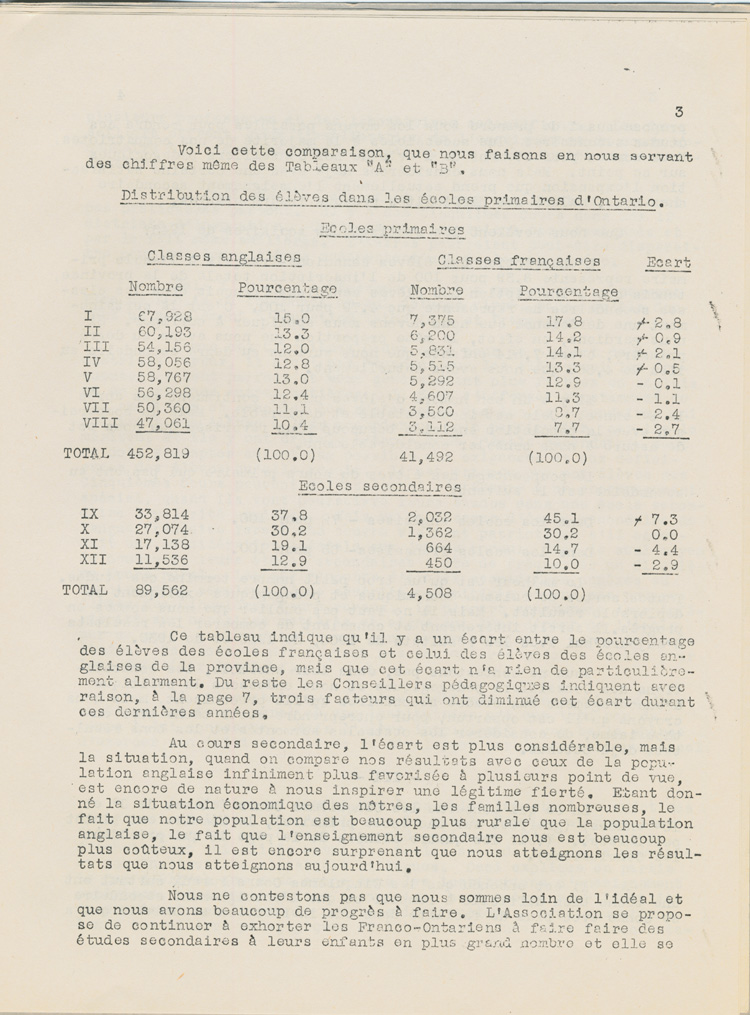 3
Voici cette comparaison, que nous faisons en nous servant
des chiffres même des Tableaux "A" et "B".
Distribution des élèves dans les écoles primaires d'Ontario.
Ecoles primaires
Classes anglaises Classes françaises Ecart
Nombre Pourcentage Nombre Pourcentage
I 67,928 15.0 7,375 17.8 + 2.8
II 60,193 13.3 6,200 14.2 + 0.9
III 54,156 12.0 5,831 14.1 + 2.1
IV 58,056 12.8 5,515 13.3 + 0.5
V 58,767 13.0 5,292 12.9 - 0.1
VI 56,298 12.4 4,607 11.3 - 1.1
VII 50,360 11.1 3,560 8.7 - 2.4
VIII 47,061 10.4 3,112 7.7 - 2.7
TOTAL 452,819 (100.0) 41,492 (100.0)
Ecoles secondaires
IX 33,814 37.8 2,032 45.1 + 7.3
X 27,074 30.2 1,362 30.2 0.0
XI 17,138 19.1 664 14.7 - 4.4
XII 11,536 12.9 450 10.0 - 2.9
TOTAL 89,562 (100.0) 4,508 (100.0)
Ce tableau indique qu'il y a un écart entre le pourcentage
des élèves des écoles françaises et celui des élèves des écoles an-
glaises de la province, mais que cet écart n'a rien de particulière-
ment alarmant. Du reste les Conseillers pédagogiques indiquent avec
raison, à la page 7, trois facteurs qui ont diminué cet écart durant
ces dernières années.
Au cours secondaire, l'écart est plus considérable, mais
la situation, quand on compare nos résultats avec ceux de la popu-
lation anglaise infiniment plus favorisée à plusieurs point de vue,
est encore de nature à nous inspirer une légitime fierté. Etant don-
né la situation économique des nôtres, les familles nombreuses, le
fait que notre population est beaucoup plus rurale que la population
anglaise, le fait que l'enseignement secondaire nous est beaucoup
plus coûteux, il est encore surprenant que nous atteignons les résul-
tats que nous atteignons aujourd'hui.
Nous ne contestons pas que nous sommes loin de l'idéal et
que nous avons beaucoup de progrès à faire. L'Association se propo-
se de continuer à exhorter les Franco-Ontariens à faire faire des
études secondaires à leurs enfants en plus grand nombre et elle se